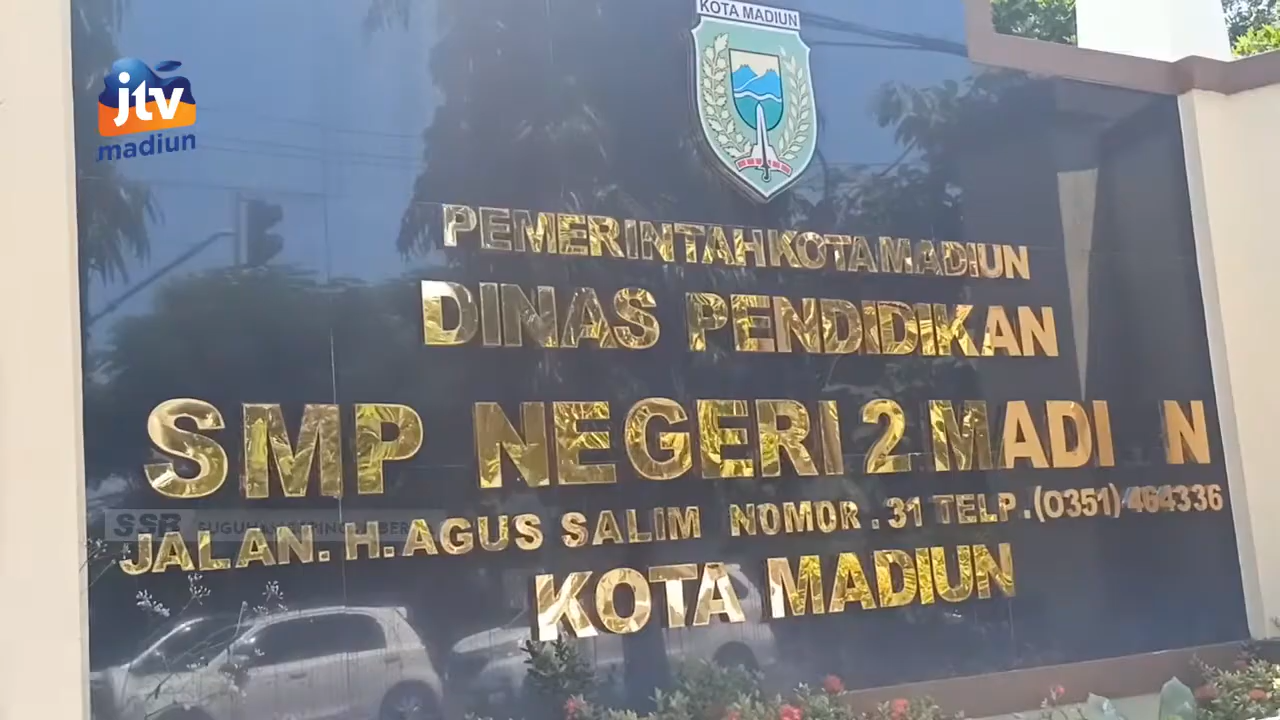 KOTA MADIUN
jtv
madiun
PEMERINTAH KOTA MADIUN
DINAS PENDIDIKAN
SMP NEGERI 2 MADI N
SSB
JALAN. H. AGUS SALIM NOMOR . 31 TELP. (0351) 464336
KOTA MADIUN